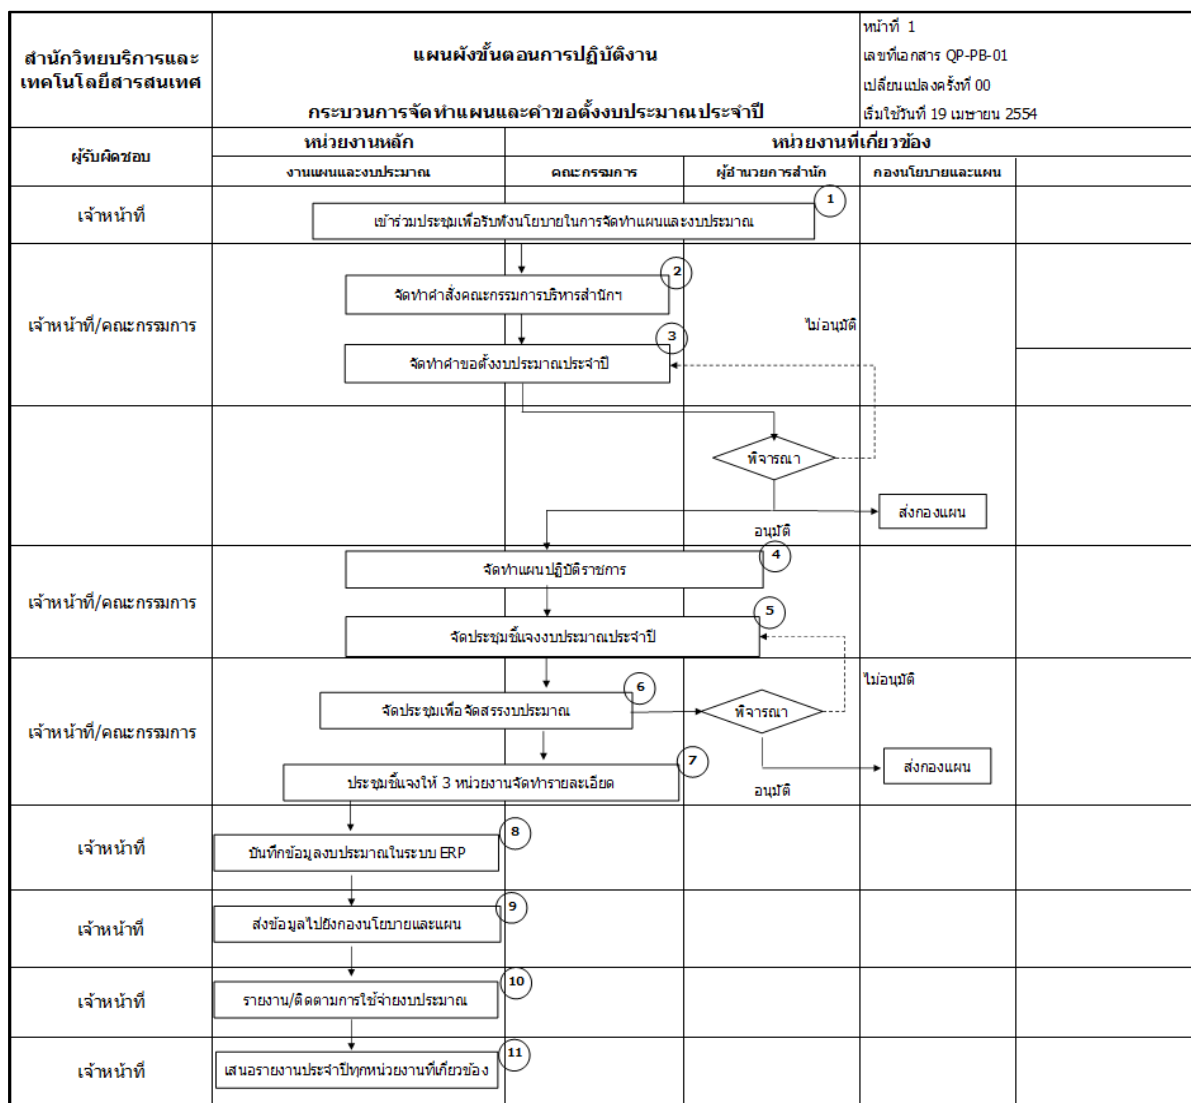 สำนักวิทยบริการและ
เทคโนโลยีสารสนเทศ
แผนผังขั้นตอนการปฏิบัติงาน
กระบวนการจัดทำแผนและคำขอตั้งงบประมาณประจำปี
หน้าที่ 1
เลขที่เอกสาร QP-PB-01
เปลี่ยนแปลงครั้งที่ 00
เริ่มใช้วันที่ 19 เมษายน 2554
ผู้รับผิดชอบ
หน่วยงานหลัก
หน่วยงานที่เกี่ยวข้อง
งานแผนและงบประมาณ
คณะกรรมการ
ผู้อำนวยการสำนัก
กองนโยบายและแผน
เจ้าหน้าที่
1
เข้าร่วมประชุมเพื่อรับฟังนโยบายในการจัดทำแผนและงบประมาณ
เจ้าหน้าที่/คณะกรรมการ
2
จัดทำคำสั่งคณะกรรมการบริหารสำนักฯ
ไม่อนุมัติ
3
จัดทำคำขอตั้งงบประมาณประจำปี
พิจารณา
ส่งกองแผน
อนุมัติ
เจ้าหน้าที่/คณะกรรมการ
4
จัดทำแผนปฏิบัติราชการ
5
จัดประชุมชี้แจงงบประมาณประจำปี
ไม่อนุมัติ
เจ้าหน้าที่/คณะกรรมการ
6
จัดประชุมเพื่อจัดสรรงบประมาณ
พิจารณา
ส่งกองแผน
7
ประชุมชี้แจงให้ 3 หน่วยงานจัดทำรายละเอียด
อนุมัติ
เจ้าหน้าที่
8
บันทึกข้อมูลงบประมาณในระบบ ERP
เจ้าหน้าที่
9
ส่งข้อมูลไปยังกองนโยบายและแผน
เจ้าหน้าที่
10
รายงาน/ติดตามการใช้จ่ายงบประมาณ
เจ้าหน้าที่
11
เสนอรายงานประจำปีทุกหน่วยงานที่เกี่ยวข้อง